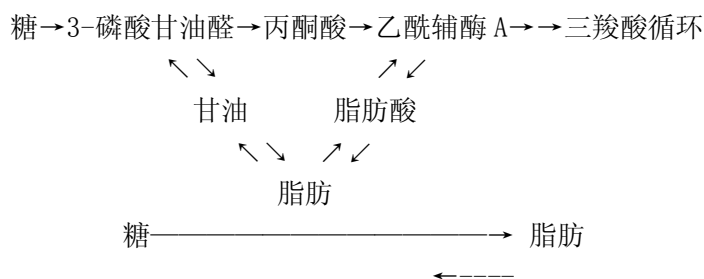 糖→3-磷酸甘油醛→丙酮酸→乙酰辅酶 A→→三羧酸循环
↖ ↘ ↗ ↙
甘油 脂肪酸
↖ ↘ ↗ ↙
脂肪
糖————————————→ 脂肪
←----